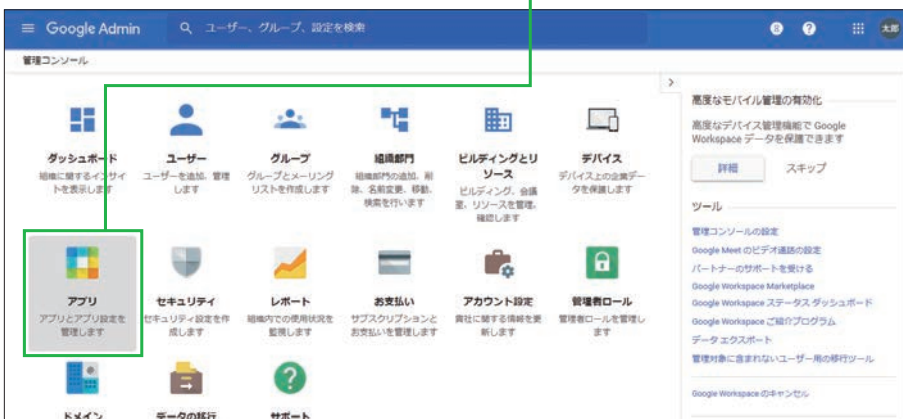 Google Admin
ユーザー、グループ、設定を検索
8
?
太郎
管理コンソール
ダッシュボード
組織に関するインサイ
トを表示します
ユーザー
ユーザーを追加、管理
します
グループ
グループとメーリング
リストを作成します
組織部門
組織部門の追加、削
除、名前変更、移動、
検索を行います
ビルディングとリ
ソース
ビルディング、会議
室、リソースを管理、
確認します
デバイス
デバイス上の企業デー
タを保護します
アプリ
アプリとアプリ設定を
管理します
セキュリティ
セキュリティ設定を作
成します
レポート
組織内での使用状況を
監視します
お支払い
サブスクリプションと
お支払いを管理します
アカウント設定
貴社に関する情報を更
新します
管理者ロール
管理者ロールを管理し
ます
ドメイン
データの移行
?
サポート
高度なモバイル管理の有効化
高度なデバイス管理機能で Google
Workspace データを保護できます
詳細
スキップ
ツール
管理コンソールの設定
Google Meet のビデオ通話の設定
パートナーのサポートを受ける
Google Workspace Marketplace
Google Workspace ステータス ダッシュボード
Google Workspace ご紹介プログラム
データ エクスポート
管理対象に含まれないユーザー用の移行ツール
Google Workspace のキャンセル